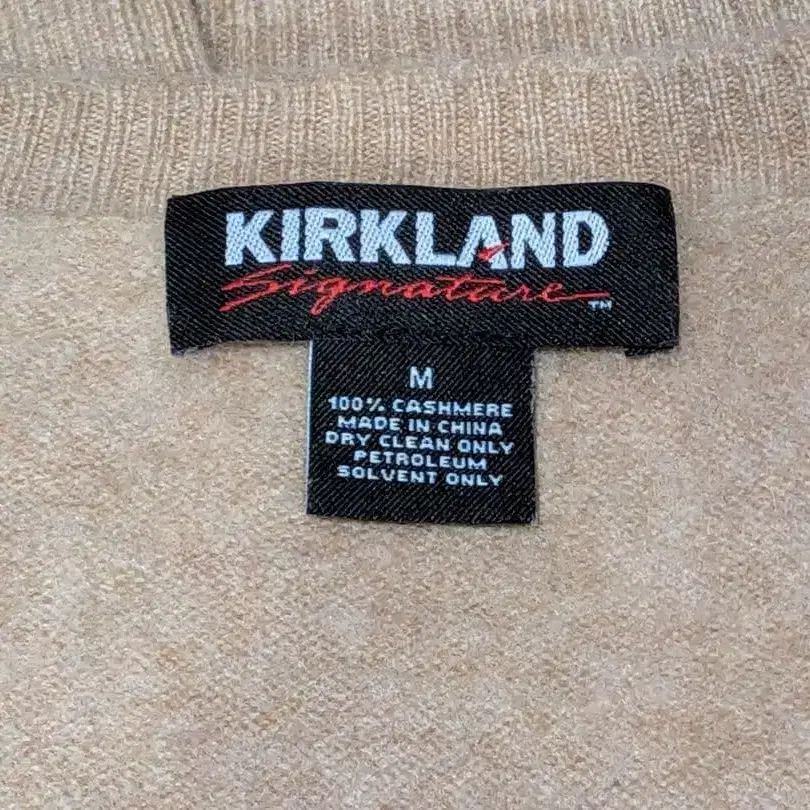 KIRKLAND
Signature™
M
100% CASHMERE
MADE IN CHINA
DRY CLEAN ONLY
PETROLEUM
SOLVENT ONLY